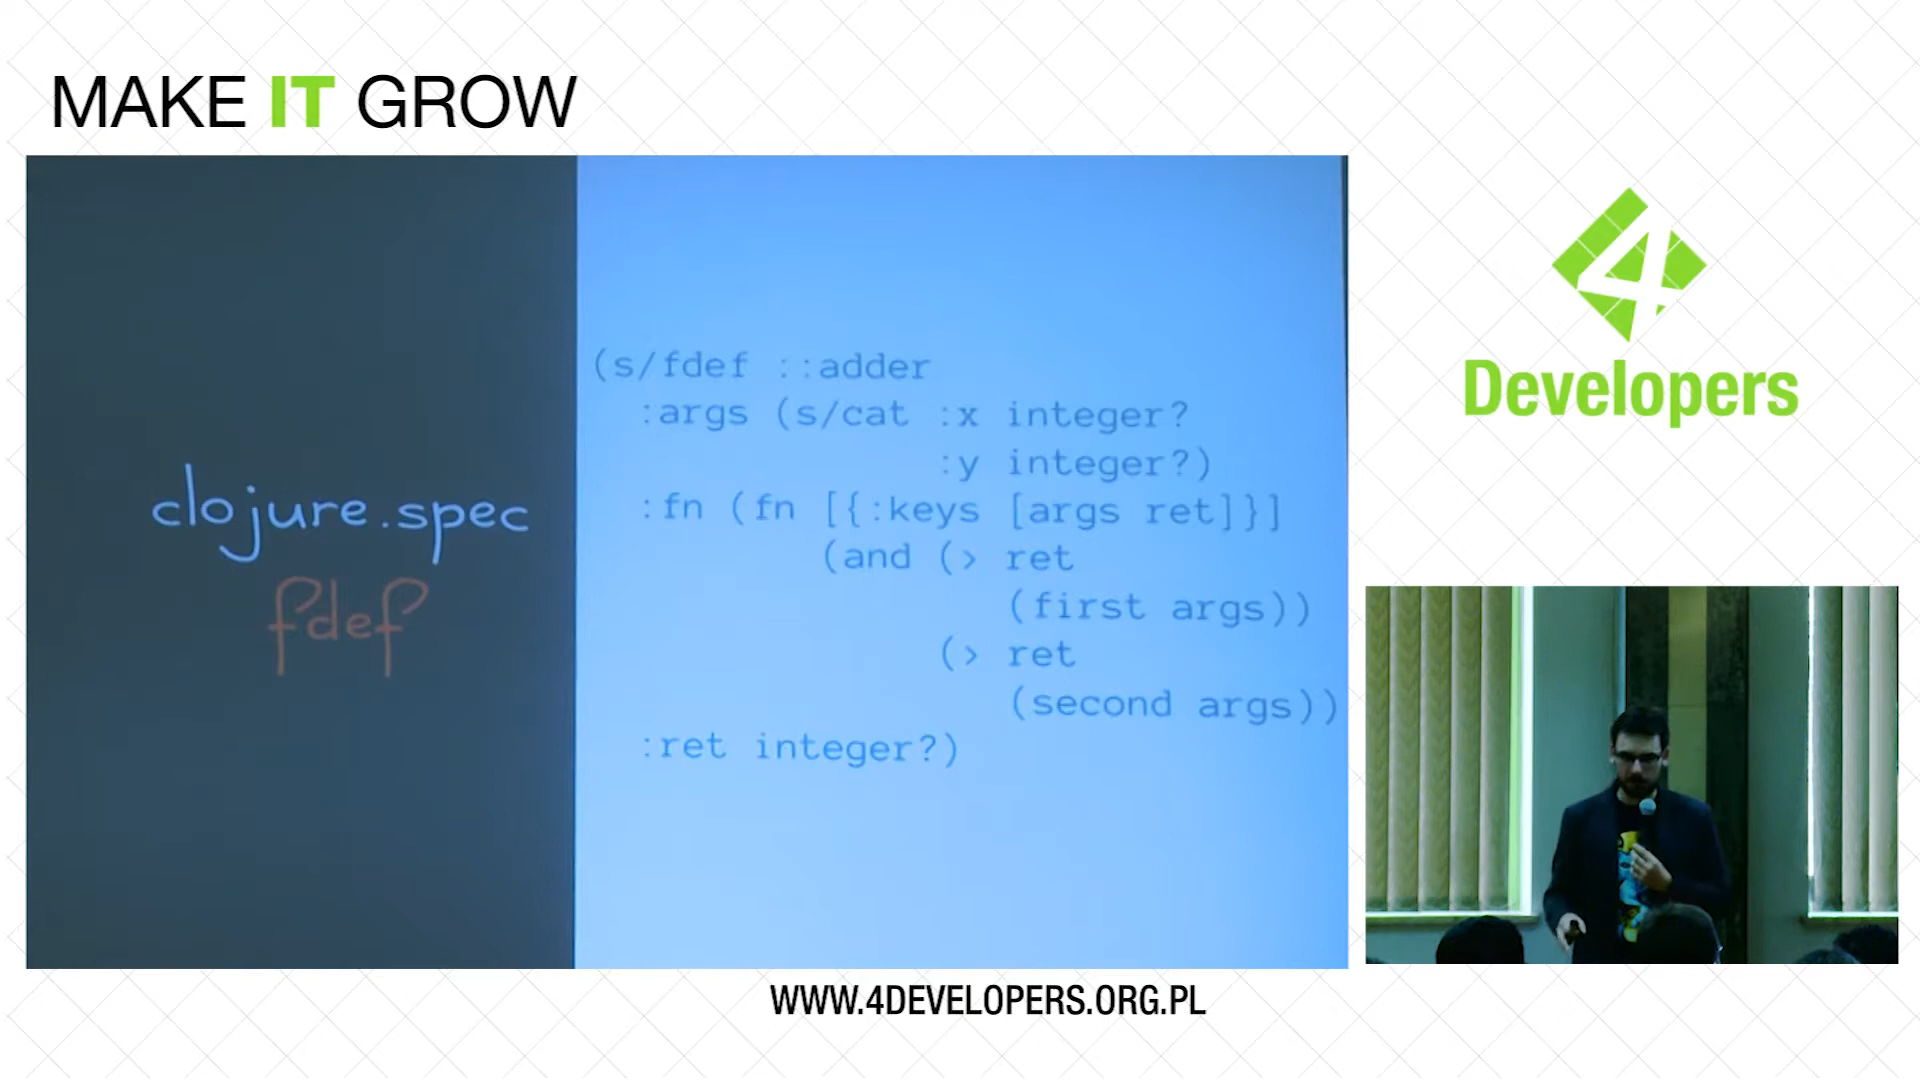 MAKE IT GROW
clojure.spec
fdef
(s/fdef ::adder
:args (s/cat :x integer?
:y integer?)
:fn (fn [{:keys [args ret]}]
(and (> ret
(first args))
(> ret
(second args))
:ret integer?)
4
Developers
WWW.4DEVELOPERS.ORG.PL